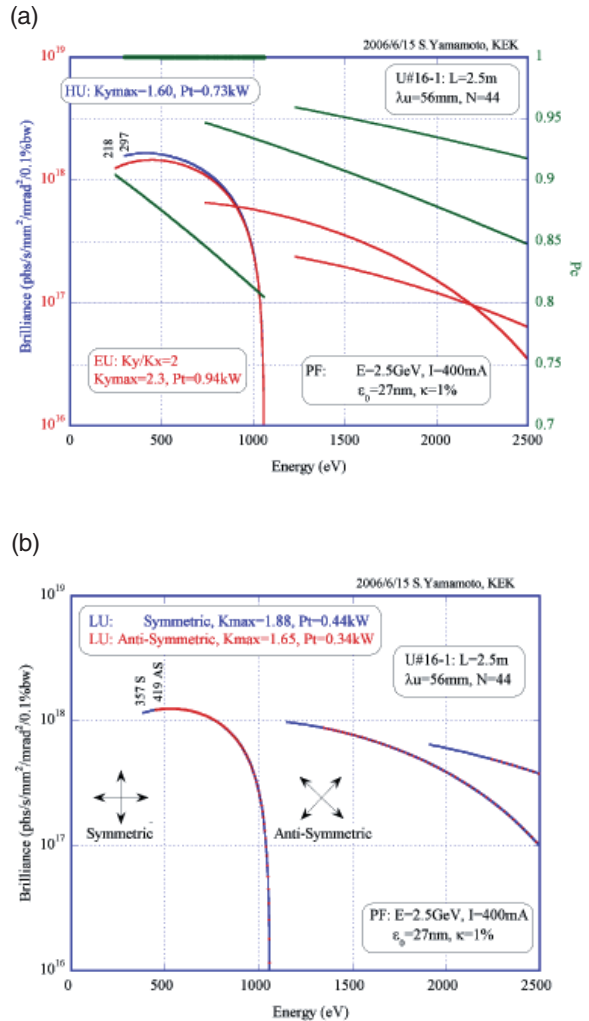 (a)
2006/6/15 S.Yamamoto, KEK
10^19
1
HU: Kymax=1.60, Pt=0.73kW
U#16-1: L=2.5m
λu=56mm, N=44
0.95
218
297
10^18
0.9
Brilliance (phs/s/mm²/mrad²/0.1%bw)
0.85
Pc
10^17
0.8
EU: Ky/Kx=2
Kymax=2.3, Pt=0.94kW
PF: E=2.5GeV, I=400mA
ε₀=27nm, κ=1%
0.75
10^16
0.7
0 500 1000 1500 2000 2500
Energy (eV)
(b)
2006/6/15 S.Yamamoto, KEK
10^19
LU: Symmetric, Kmax=1.88, Pt=0.44kW
LU: Anti-Symmetric, Kmax=1.65, Pt=0.34kW
U#16-1: L=2.5m
λu=56mm, N=44
357 S
419 AS
10^18
Brilliance (phs/s/mm²/mrad²/0.1%bw)
Symmetric
Anti-Symmetric
10^17
PF: E=2.5GeV, I=400mA
ε₀=27nm, κ=1%
10^16
0 500 1000 1500 2000 2500
Energy (eV)